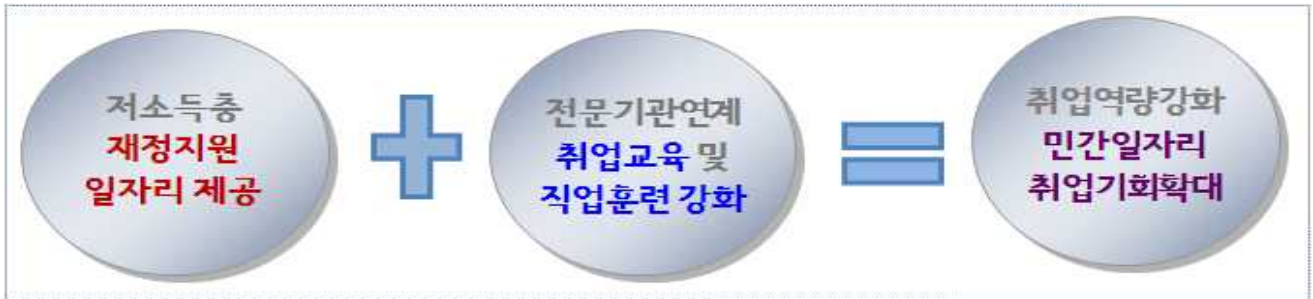 저소득층
재정지원
일자리 제공
전문기관연계
취업교육 및
직업훈련 강화
취업역량강화
민간일자리
취업기회확대